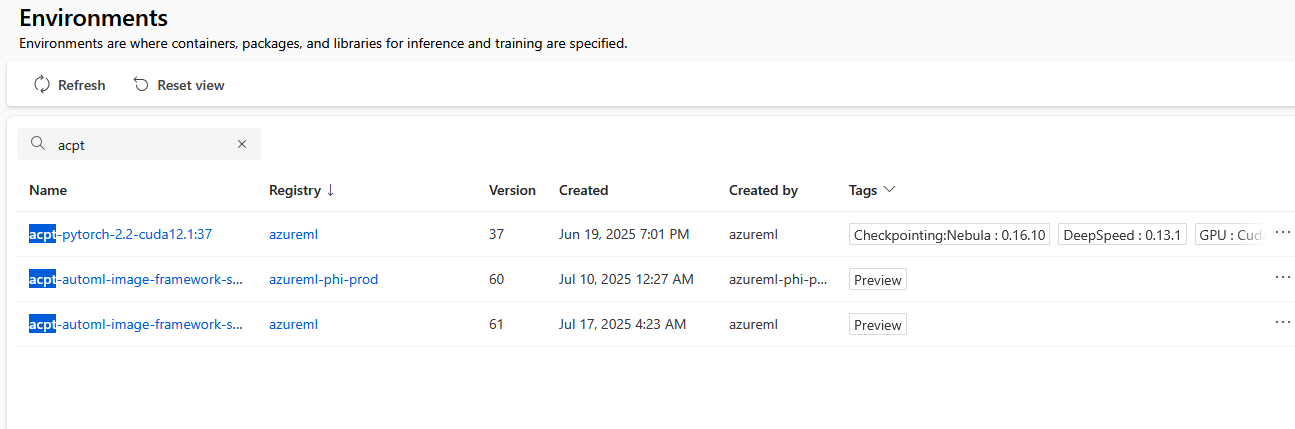 Environments
Environments are where containers, packages, and libraries for inference and training are specified.
Refresh Reset view
acpt
Name Registry ↓ Version Created Created by Tags
acpt-pytorch-2.2-cuda12.1:37 azureml 37 Jun 19, 2025 7:01 PM azureml Checkpointing:Nebula : 0.16.10 DeepSpeed : 0.13.1 GPU : Cuda ...
acpt-automl-image-framework-s... azureml-phi-prod 60 Jul 10, 2025 12:27 AM azureml-phi-p... Preview ...
acpt-automl-image-framework-s... azureml 61 Jul 17, 2025 4:23 AM azureml Preview ...